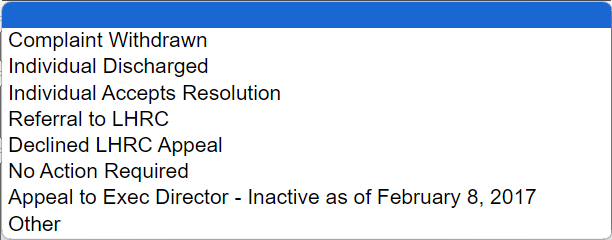 Complaint Withdrawn
Individual Discharged
Individual Accepts Resolution
Referral to LHRC
Declined LHRC Appeal
No Action Required
Appeal to Exec Director - Inactive as of February 8, 2017
Other